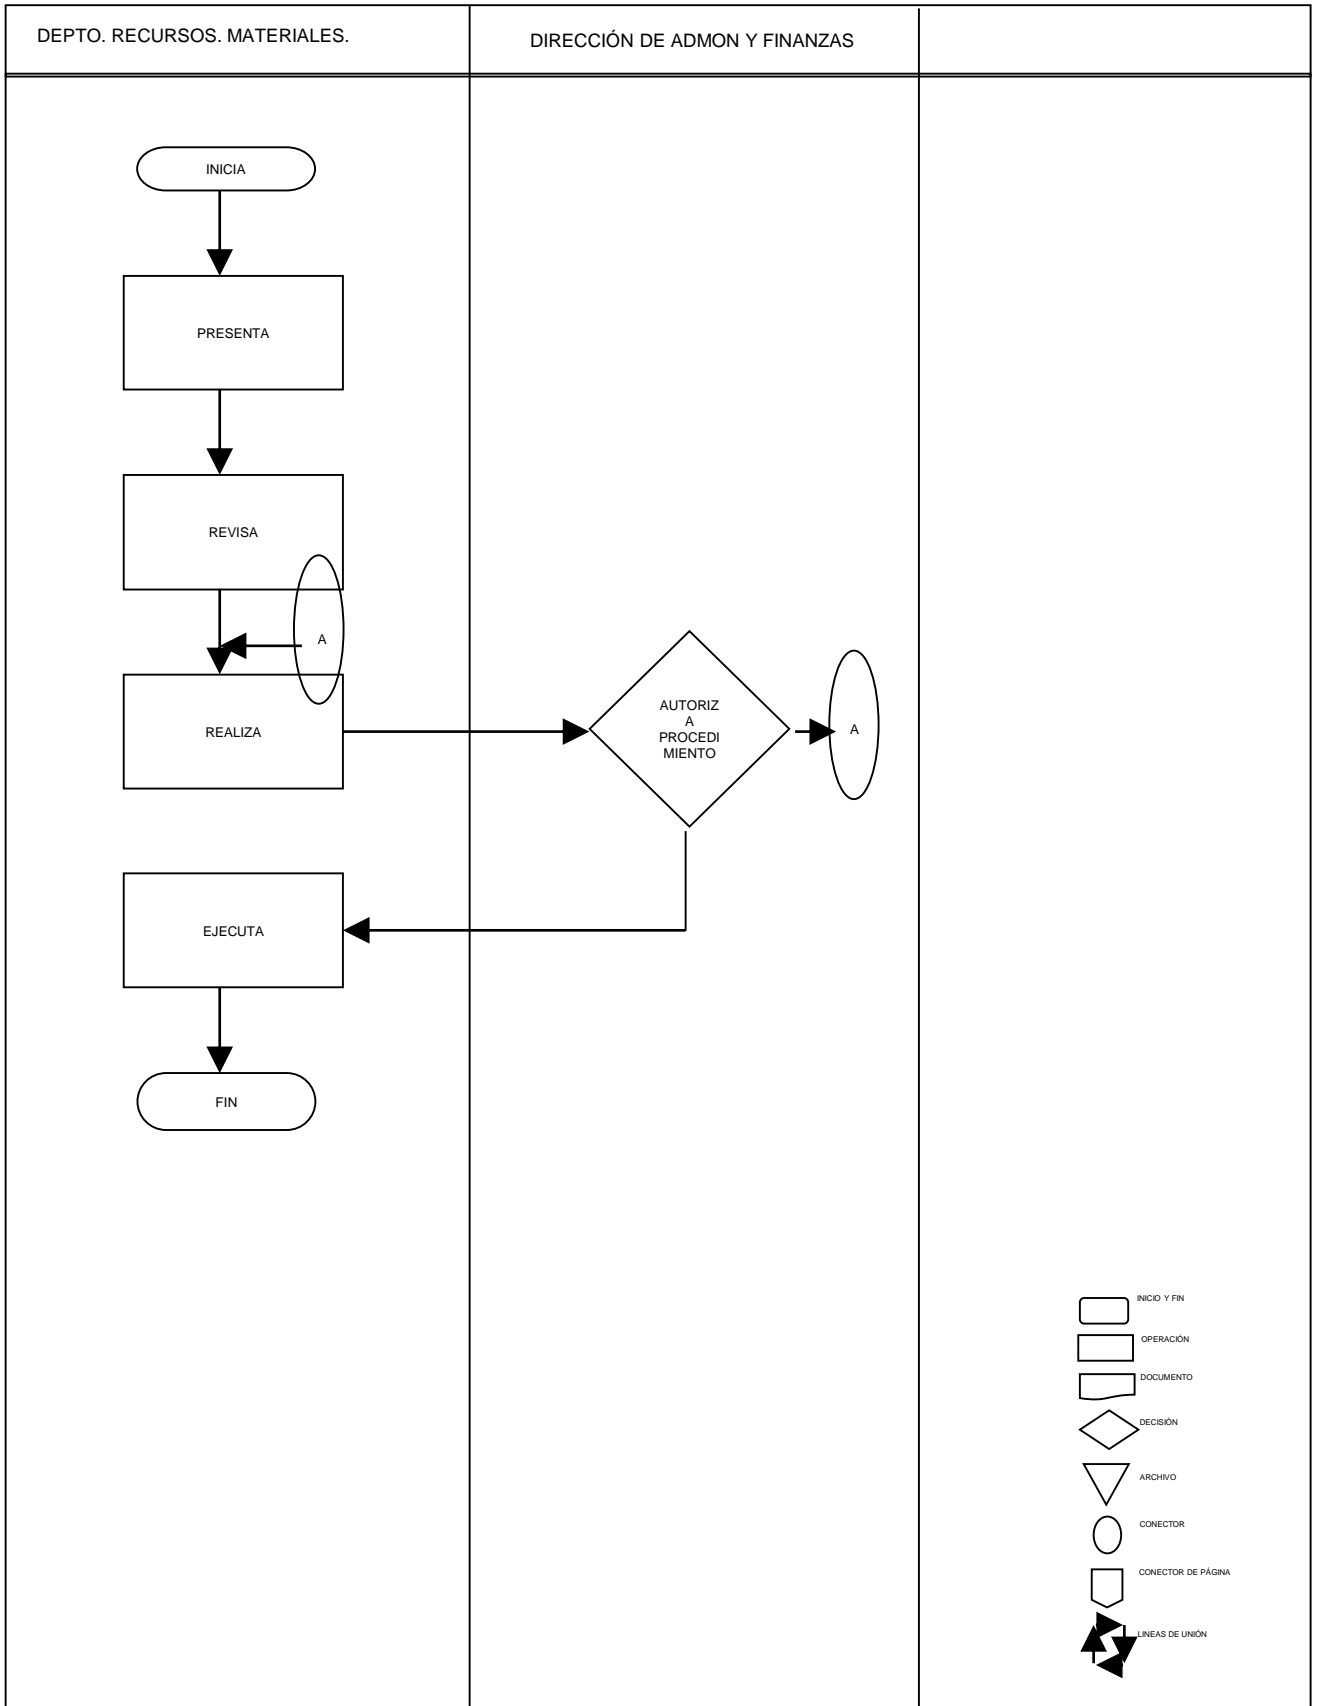 DEPTO. RECURSOS. MATERIALES.
DIRECCIÓN DE ADMON Y FINANZAS
INICIA
PRESENTA
REVISA
A
REALIZA
AUTORIZ
A
PROCEDI
MIENTO
A
EJECUTA
FIN
INICIO Y FIN
OPERACIÓN
DOCUMENTO
DECISIÓN
ARCHIVO
CONECTOR
CONECTOR DE PÁGINA
LINEAS DE UNIÓN